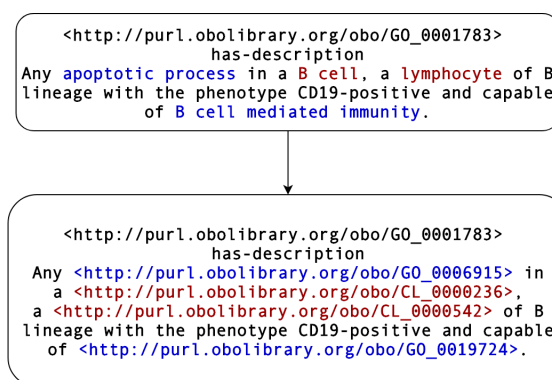 <http://purl.obolibrary.org/obo/GO_0001783>
has-description
Any apoptotic process in a B cell, a lymphocyte of B
lineage with the phenotype CD19-positive and capable
of B cell mediated immunity.
<http://purl.obolibrary.org/obo/GO_0001783>
has-description
Any <http://purl.obolibrary.org/obo/GO_0006915> in
a <http://purl.obolibrary.org/obo/CL_0000236>,
a <http://purl.obolibrary.org/obo/CL_0000542> of B
lineage with the phenotype CD19-positive and capable
of <http://purl.obolibrary.org/obo/GO_0019724>.